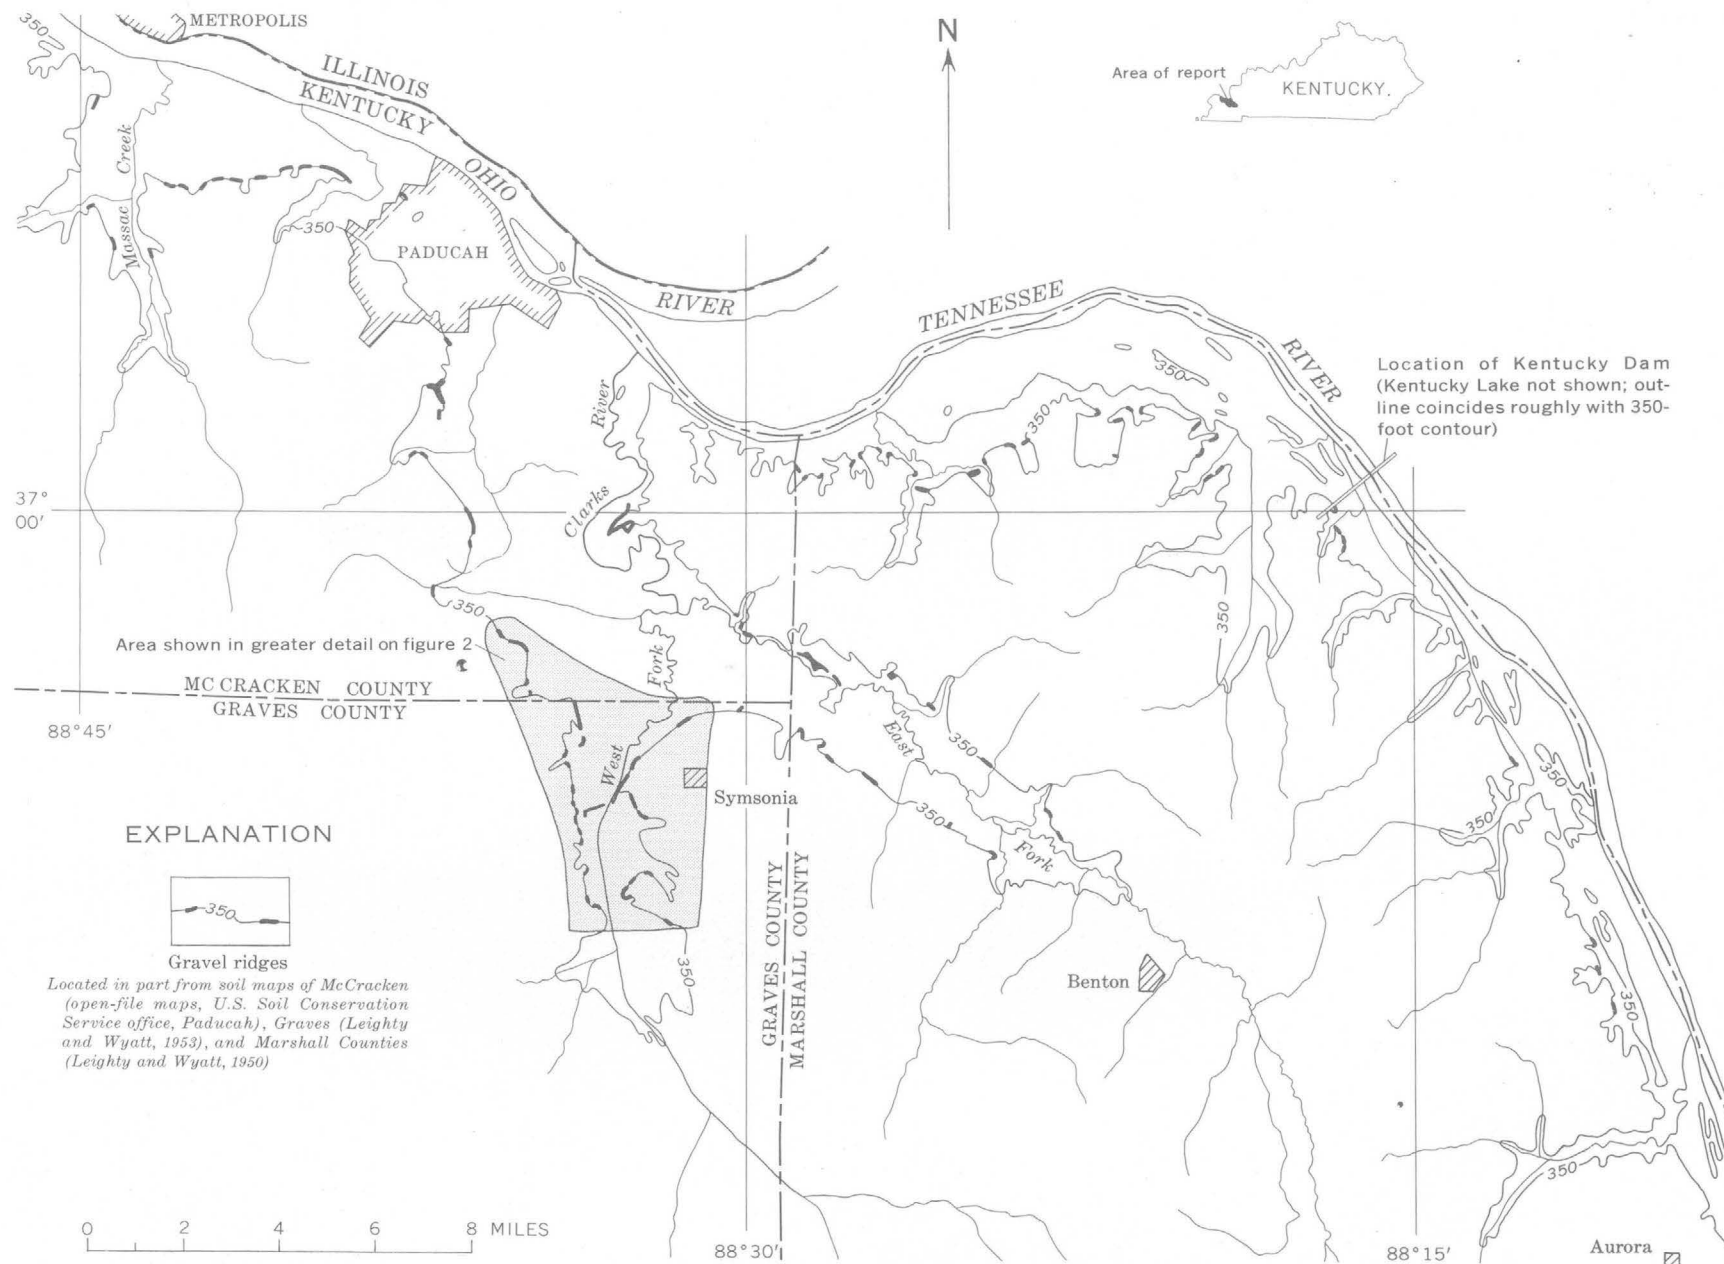 METROPOLIS
350
ILLINOIS
KENTUCKY
N
Area of report
KENTUCKY.
Massac Creek
OHIO
RIVER
350
PADUCAH
TENNESSEE
RIVER
350
Location of Kentucky Dam
(Kentucky Lake not shown; out-
line coincides roughly with 350-
foot contour)
Clarks River
350
37°
00'
350
350
Area shown in greater detail on figure 2
West Fork
MC CRACKEN COUNTY
GRAVES COUNTY
88°45'
East Fork
350
350
350
350
Symsonia
EXPLANATION
350
Gravel ridges
Located in part from soil maps of McCracken
(open-file maps, U.S. Soil Conservation
Service office, Paducah), Graves (Leighty
and Wyatt, 1953), and Marshall Counties
(Leighty and Wyatt, 1950)
GRAVES COUNTY
MARSHALL COUNTY
350
Benton
350
350
0 2 4 6 8 MILES
88°30'
88°15'
Aurora